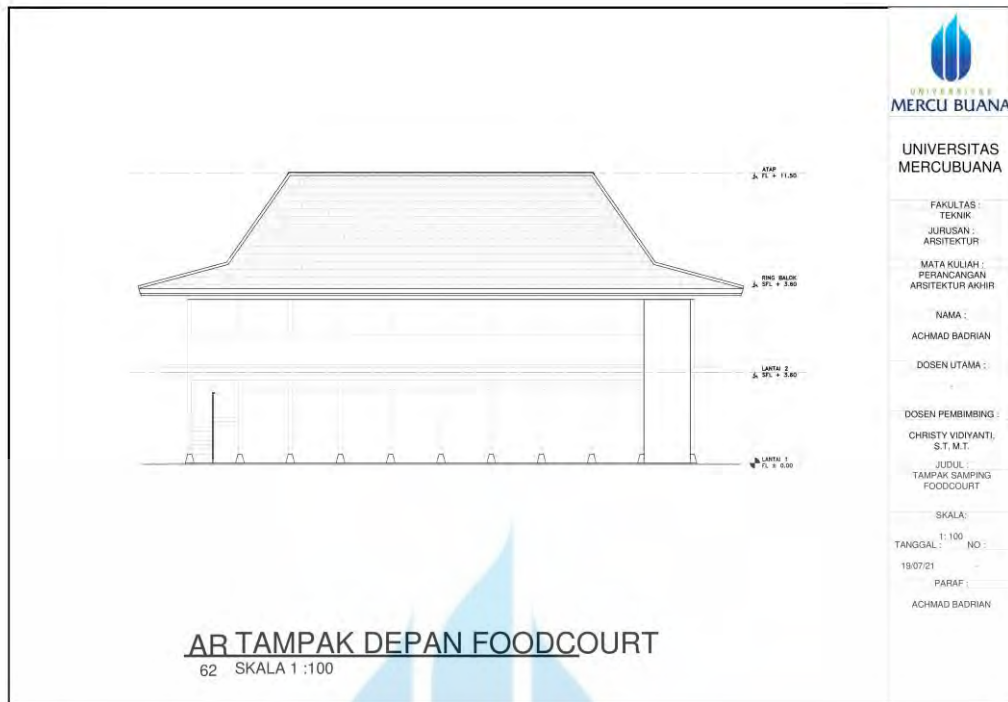 ATAP
FL + 11.50
RING BALOK
SFL + 3.60
LANTAI 2
SFL + 3.60
LANTAI 1
FL ± 0.00
AR TAMPAK DEPAN FOODCOURT
62 SKALA 1 :100
UNIVERSITAS
MERCU BUANA
UNIVERSITAS
MERCUBUANA
FAKULTAS :
TEKNIK
JURUSAN :
ARSITEKTUR
MATA KULIAH :
PERANCANGAN
ARSITEKTUR AKHIR
NAMA :
ACHMAD BADRIAN
DOSEN UTAMA :
-
DOSEN PEMBIMBING :
CHRISTY VIDIYANTI,
S.T, M.T.
JUDUL :
TAMPAK SAMPING
FOODCOURT
SKALA:
1: 100
TANGGAL : NO :
19/07/21 -
PARAF :
ACHMAD BADRIAN